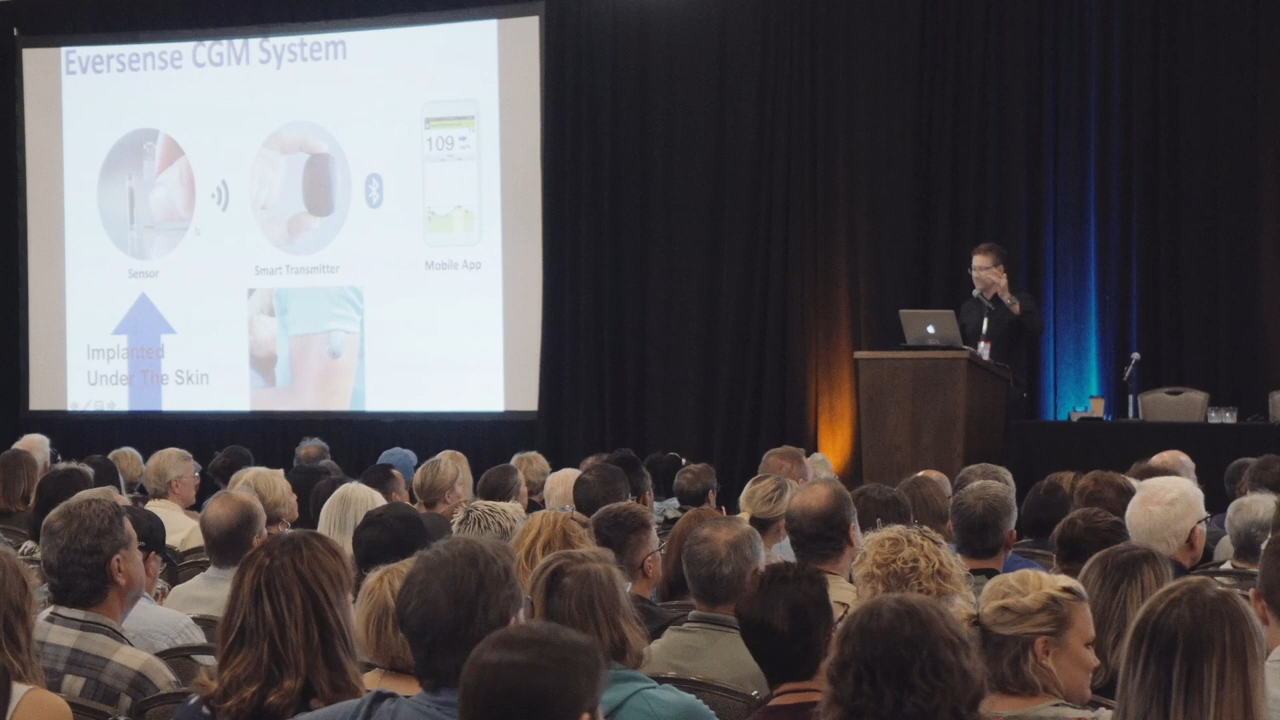 Eversense CGM System
109
Sensor
Smart Transmitter
Mobile App
Implanted
Under The Skin